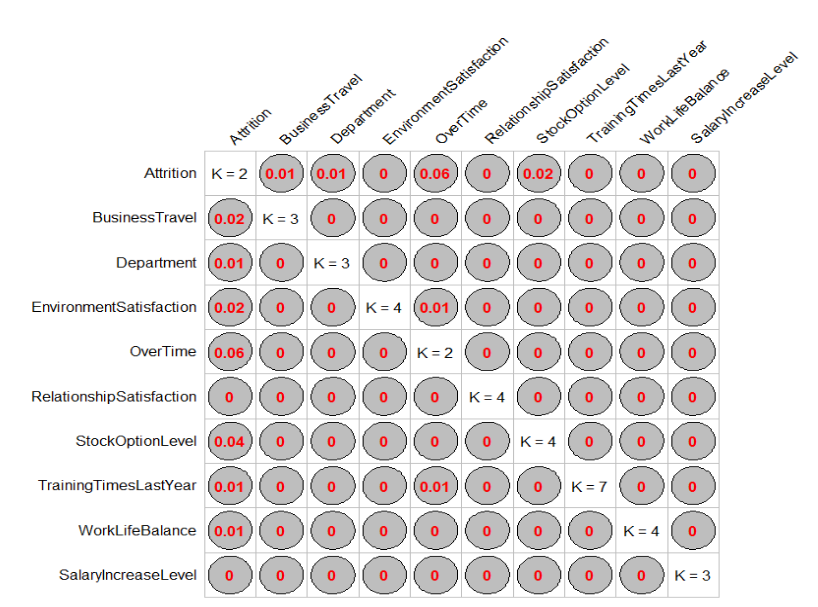 Attrition
BusinessTravel
Department
EnvironmentSatisfaction
OverTime
RelationshipSatisfaction
StockOptionLevel
TrainingTimesLastYear
WorkLifeBalance
SalaryIncreaseLevel
Attrition K = 2 0.01 0.01 0 0.06 0 0.02 0 0 0
BusinessTravel 0.02 K = 3 0 0 0 0 0 0 0 0
Department 0.01 0 K = 3 0 0 0 0 0 0 0
EnvironmentSatisfaction 0.02 0 0 K = 4 0.01 0 0 0 0 0
OverTime 0.06 0 0 0 K = 2 0 0 0 0 0
RelationshipSatisfaction 0 0 0 0 0 K = 4 0 0 0 0
StockOptionLevel 0.04 0 0 0 0 0 K = 4 0 0 0
TrainingTimesLastYear 0.01 0 0 0 0.01 0 0 K = 7 0 0
WorkLifeBalance 0.01 0 0 0 0 0 0 0 K = 4 0
SalaryIncreaseLevel 0 0 0 0 0 0 0 0 0 K = 3